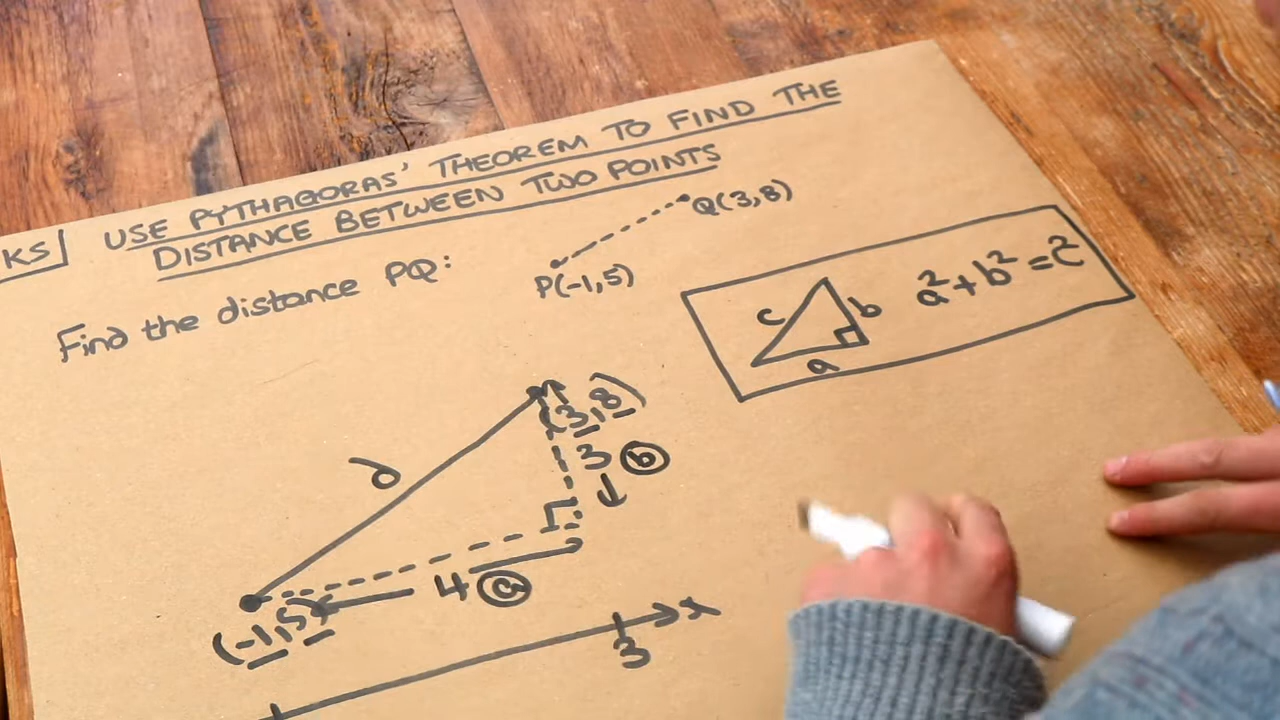 KS
USE PYTHAGORAS' THEOREM TO FIND THE
DISTANCE BETWEEN TWO POINTS
Find the distance PQ:
Q(3,8)
P(-1,5)
c
b
a
a²+b²=c²
d
(3,8)
3 b
4 a
(-1,5)
x
3